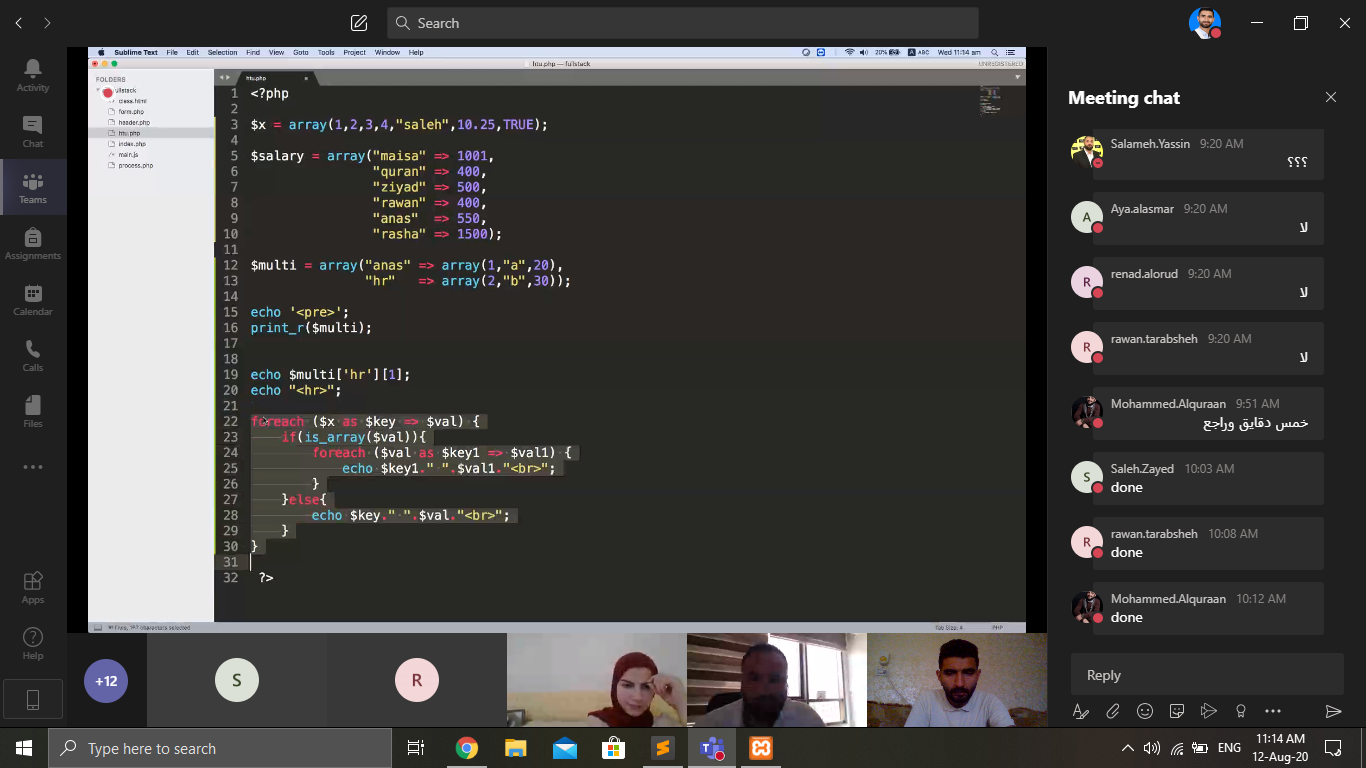 Search
Sublime Text File Edit Selection Find View Goto Tools Project Window Help
20% ABC Wed 11:14 am
htu.php — fullstack
UNREGISTERED
Activity
Chat
Teams
Assignments
Calendar
Calls
Files
Apps
Help
FOLDERS
class.html
form.php
header.php
htu.php
index.php
main.js
process.php
htu.php
1 <?php
2
3 $x = array(1,2,3,4,"saleh",10.25,TRUE);
4
5 $salary = array("maisa" => 1001,
6 "quran" => 400,
7 "ziyad" => 500,
8 "rawan" => 400,
9 "anas" => 550,
10 "rasha" => 1500);
11
12 $multi = array("anas" => array(1,"a",20),
13 "hr" => array(2,"b",30));
14
15 echo '<pre>';
16 print_r($multi);
17
18
19 echo $multi['hr'][1];
20 echo "<hr>";
21
22 foreach ($x as $key => $val) {
23 if(is_array($val)){
24 foreach ($val as $key1 => $val1) {
25 echo $key1." ".$val1."<br>";
26 }
27 }else{
28 echo $key." ".$val."<br>";
29 }
30 }
31
32 ?>
Tab Size: 4
PHP
Meeting chat
Salameh.Yassin 9:20 AM
؟؟؟
A
Aya.alasmar 9:20 AM
لا
R
renad.alorud 9:20 AM
لا
R
rawan.tarabsheh 9:20 AM
لا
Mohammed.Alquraan 9:51 AM
خمس دقايق وراجع
S
Saleh.Zayed 10:03 AM
done
R
rawan.tarabsheh 10:08 AM
done
Mohammed.Alquraan 10:12 AM
done
Reply
+12
S
R
Type here to search
ENG
11:14 AM
12-Aug-20